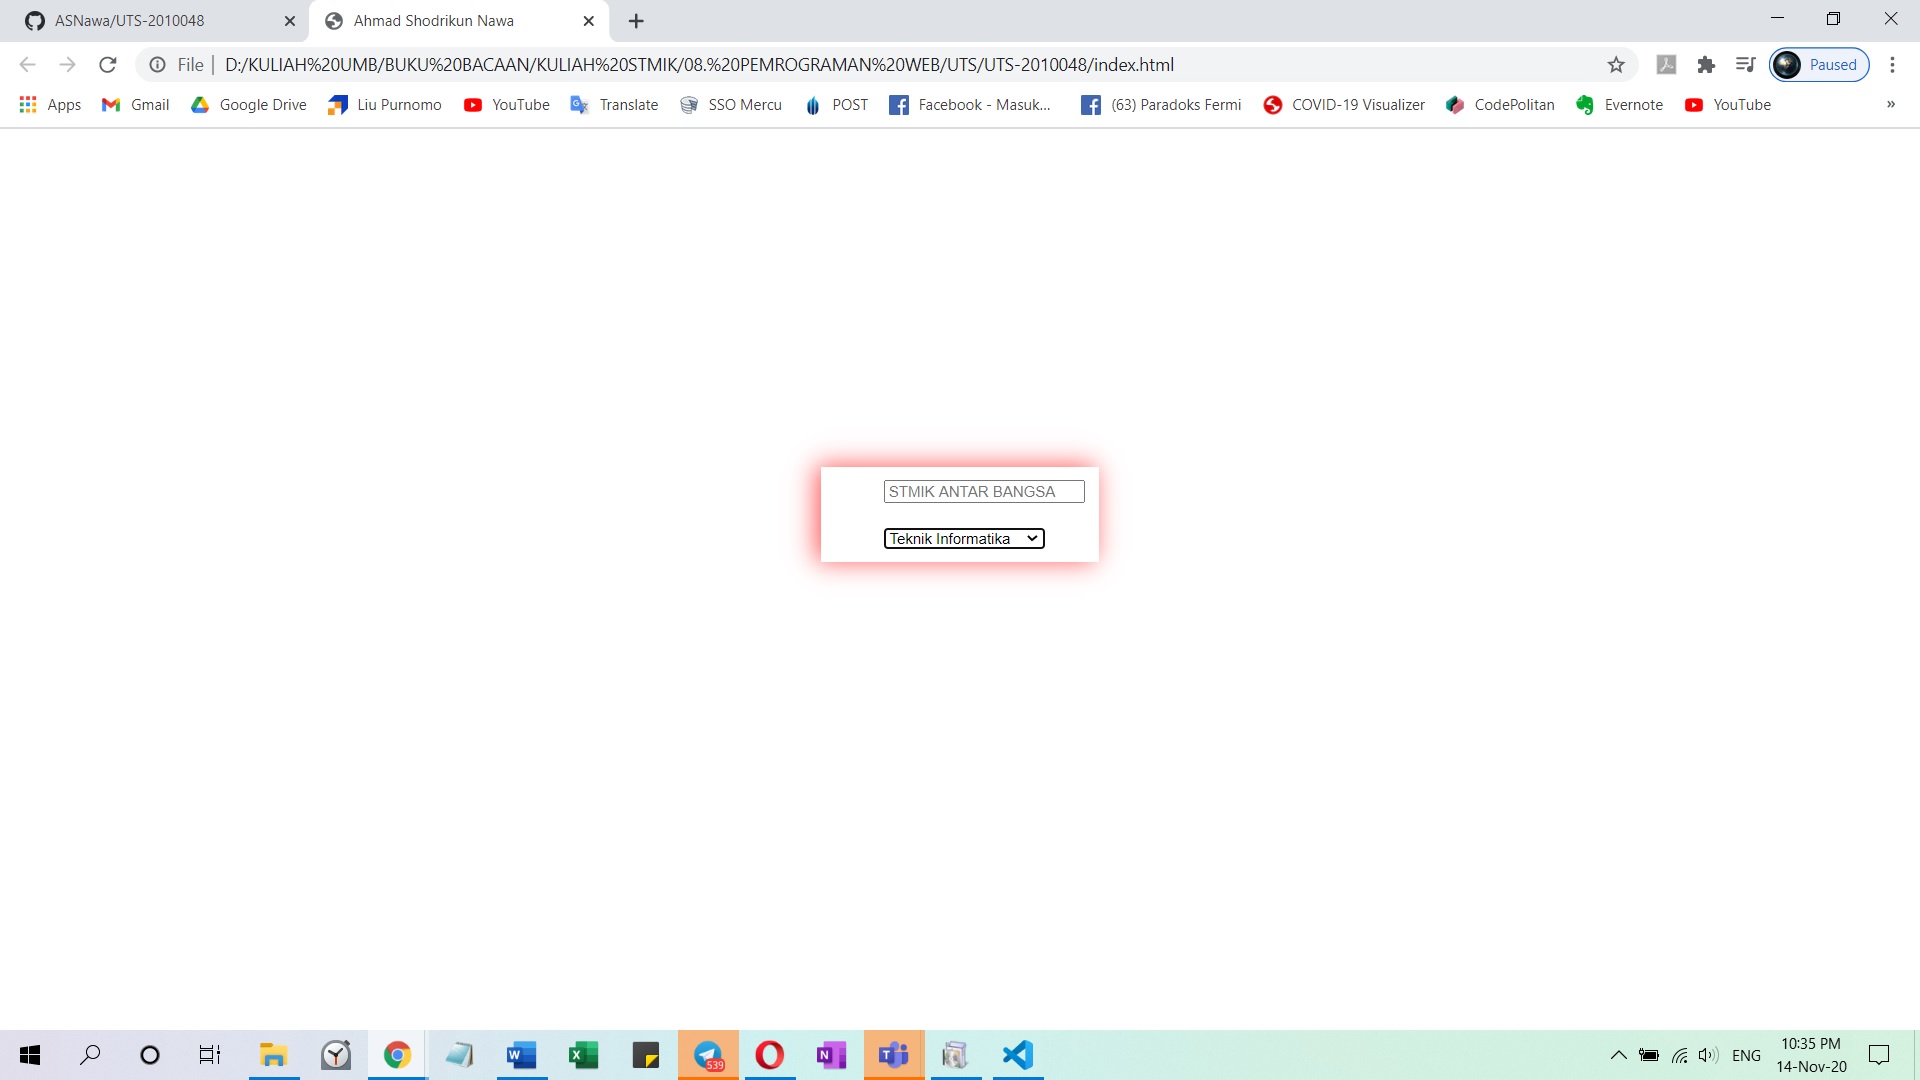 ASNawa/UTS-2010048
Ahmad Shodrikun Nawa
File | D:/KULIAH%20UMB/BUKU%20BACAAN/KULIAH%20STMIK/08.%20PEMROGRAMAN%20WEB/UTS/UTS-2010048/index.html
Paused
Apps Gmail Google Drive Liu Purnomo YouTube Translate SSO Mercu POST Facebook - Masuk... (63) Paradoks Fermi COVID-19 Visualizer CodePolitan Evernote YouTube »
STMIK ANTAR BANGSA
Teknik Informatika
539
ENG
10:35 PM
14-Nov-20